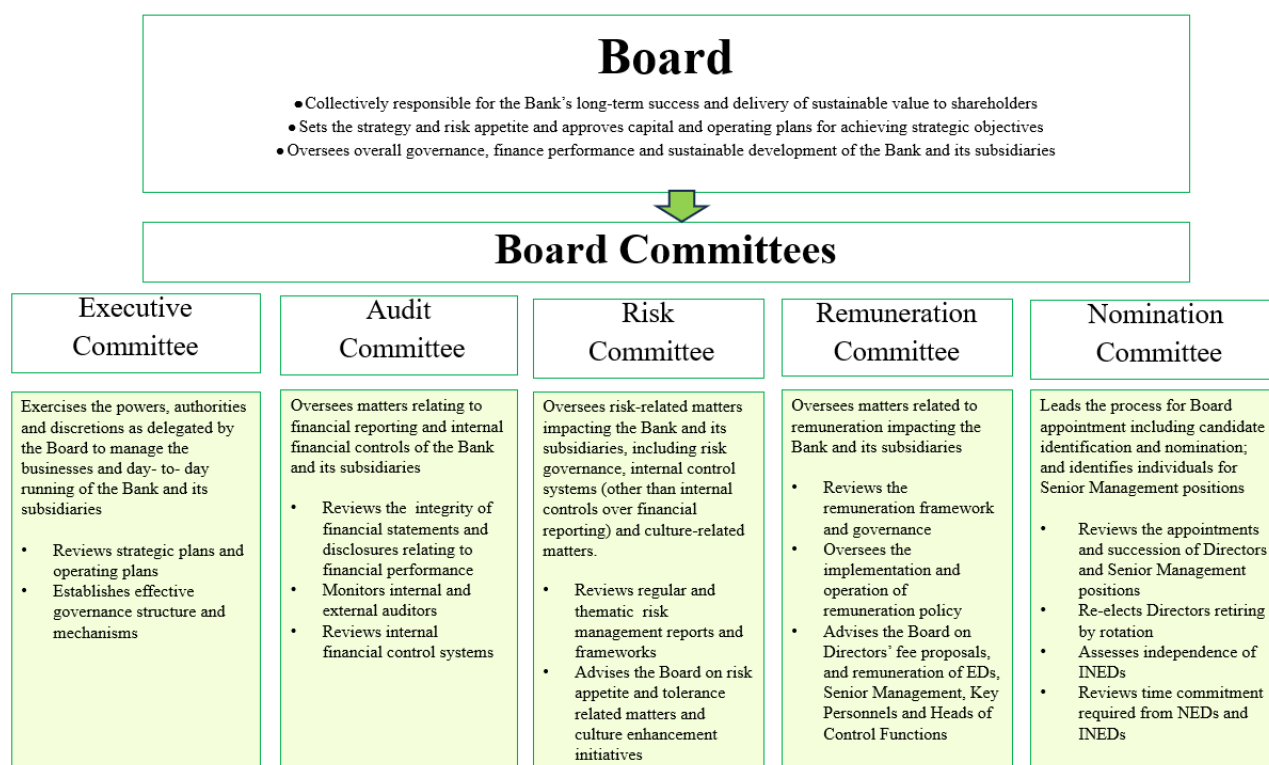 Board
●Collectively responsible for the Bank's long-term success and delivery of sustainable value to shareholders
●Sets the strategy and risk appetite and approves capital and operating plans for achieving strategic objectives
●Oversees overall governance, finance performance and sustainable development of the Bank and its subsidiaries
Board Committees
Executive
Committee
Exercises the powers, authorities
and discretions as delegated by
the Board to manage the
businesses and day- to- day
running of the Bank and its
subsidiaries
• Reviews strategic plans and
operating plans
• Establishes effective
governance structure and
mechanisms
Audit
Committee
Oversees matters relating to
financial reporting and internal
financial controls of the Bank
and its subsidiaries
• Reviews the integrity of
financial statements and
disclosures relating to
financial performance
• Monitors internal and
external auditors
• Reviews internal
financial control systems
Risk
Committee
Oversees risk-related matters
impacting the Bank and its
subsidiaries, including risk
governance, internal control
systems (other than internal
controls over financial
reporting) and culture-related
matters.
• Reviews regular and
thematic risk
management reports and
frameworks
• Advises the Board on risk
appetite and tolerance
related matters and
culture enhancement
initiatives
Remuneration
Committee
Oversees matters related to
remuneration impacting the
Bank and its subsidiaries
• Reviews the
remuneration framework
and governance
• Oversees the
implementation and
operation of
remuneration policy
• Advises the Board on
Directors' fee proposals,
and remuneration of EDs,
Senior Management, Key
Personnels and Heads of
Control Functions
Nomination
Committee
Leads the process for Board
appointment including candidate
identification and nomination;
and identifies individuals for
Senior Management positions
• Reviews the appointments
and succession of Directors
and Senior Management
positions
• Re-elects Directors retiring
by rotation
• Assesses independence of
INEDs
• Reviews time commitment
required from NEDs and
INEDs